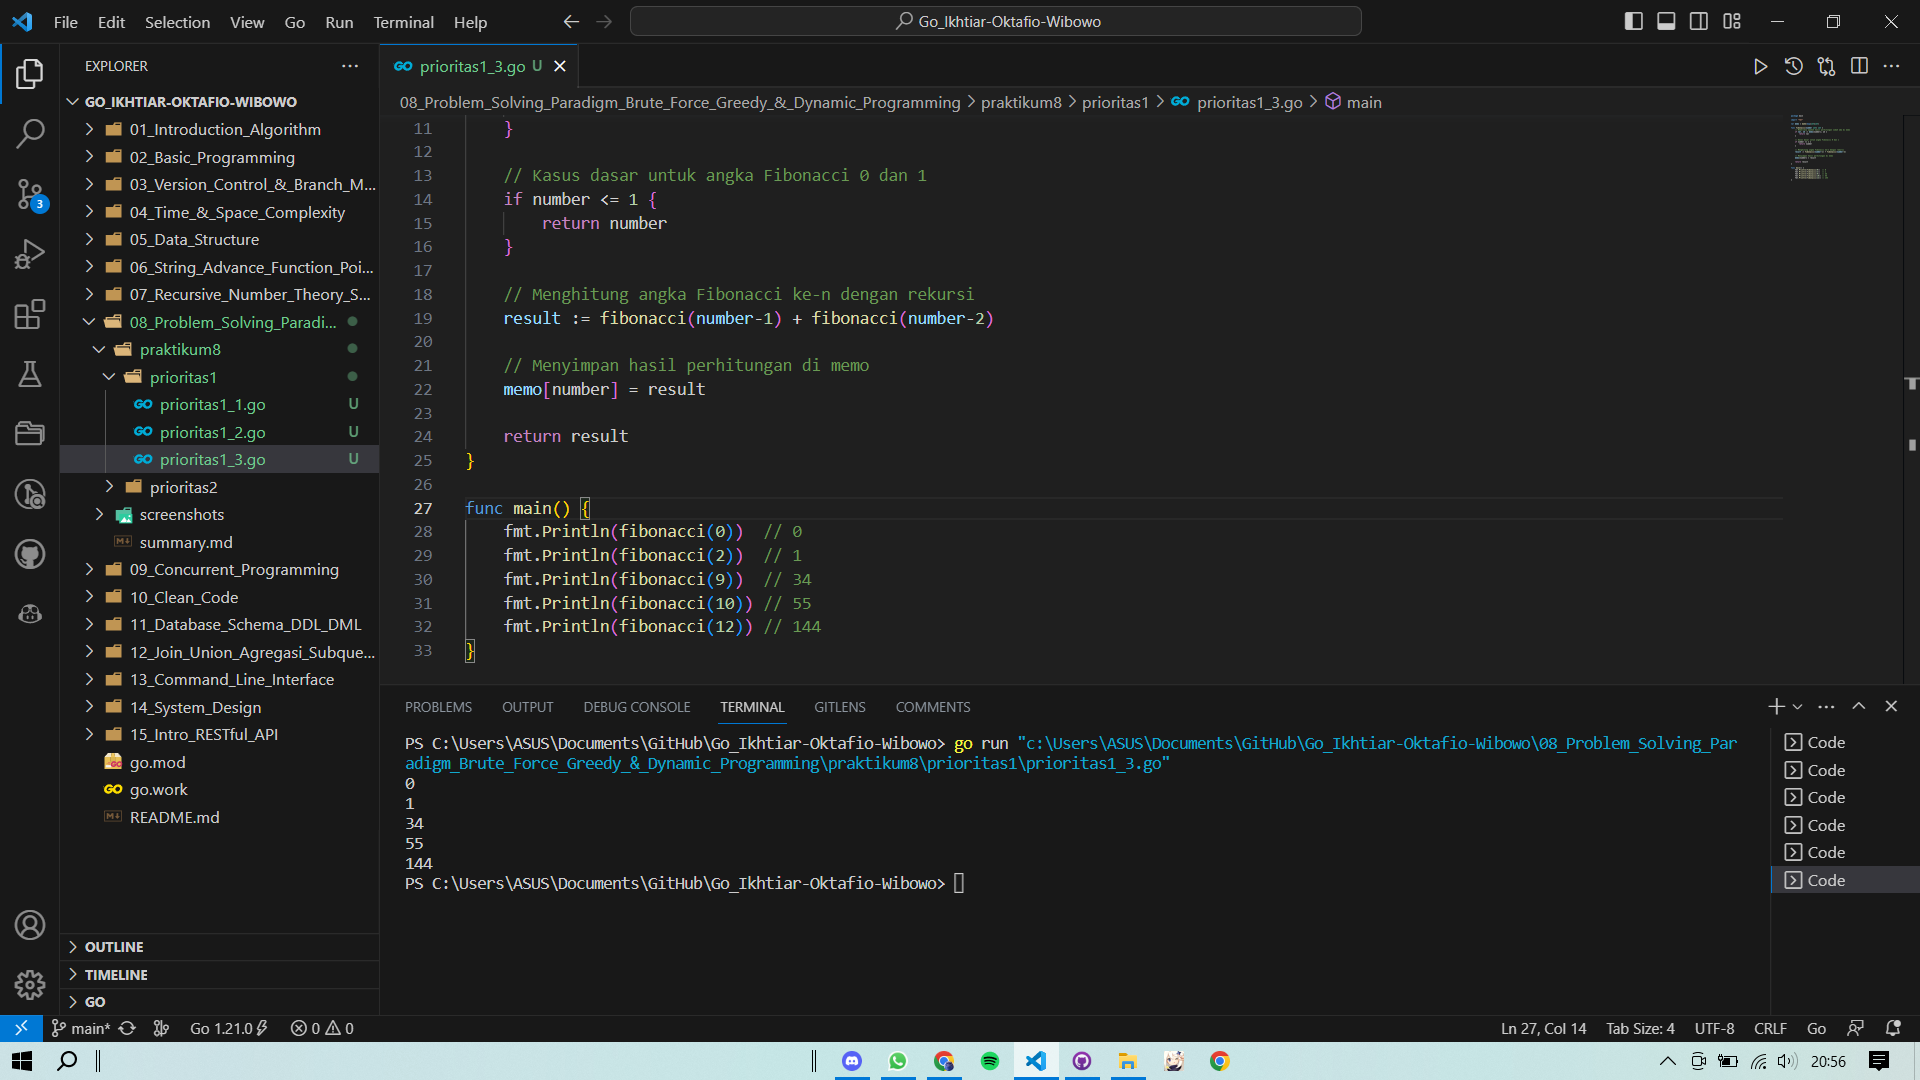 File Edit Selection View Go Run Terminal Help
Go_Ikhtiar-Oktafio-Wibowo
EXPLORER
GO_IKHTIAR-OKTAFIO-WIBOWO
01_Introduction_Algorithm
02_Basic_Programming
03_Version_Control_&_Branch_M...
04_Time_&_Space_Complexity
05_Data_Structure
06_String_Advance_Function_Poi...
07_Recursive_Number_Theory_S...
08_Problem_Solving_Paradi...
praktikum8
prioritas1
prioritas1_1.go U
prioritas1_2.go U
prioritas1_3.go U
prioritas2
screenshots
summary.md
09_Concurrent_Programming
10_Clean_Code
11_Database_Schema_DDL_DML
12_Join_Union_Agregasi_Subque...
13_Command_Line_Interface
14_System_Design
15_Intro_RESTful_API
go.mod
go.work
README.md
OUTLINE
TIMELINE
GO
3
prioritas1_3.go U
08_Problem_Solving_Paradigm_Brute_Force_Greedy_&_Dynamic_Programming > praktikum8 > prioritas1 > prioritas1_3.go > main
11 }
12
13 // Kasus dasar untuk angka Fibonacci 0 dan 1
14 if number <= 1 {
15 return number
16 }
17
18 // Menghitung angka Fibonacci ke-n dengan rekursi
19 result := fibonacci(number-1) + fibonacci(number-2)
20
21 // Menyimpan hasil perhitungan di memo
22 memo[number] = result
23
24 return result
25 }
26
27 func main() {
28 fmt.Println(fibonacci(0)) // 0
29 fmt.Println(fibonacci(2)) // 1
30 fmt.Println(fibonacci(9)) // 34
31 fmt.Println(fibonacci(10)) // 55
32 fmt.Println(fibonacci(12)) // 144
33 }
PROBLEMS OUTPUT DEBUG CONSOLE TERMINAL GITLENS COMMENTS
PS C:\Users\ASUS\Documents\GitHub\Go_Ikhtiar-Oktafio-Wibowo> go run "c:\Users\ASUS\Documents\GitHub\Go_Ikhtiar-Oktafio-Wibowo\08_Problem_Solving_Par
adigm_Brute_Force_Greedy_&_Dynamic_Programming\praktikum8\prioritas1\prioritas1_3.go"
0
1
34
55
144
PS C:\Users\ASUS\Documents\GitHub\Go_Ikhtiar-Oktafio-Wibowo>
Code
Code
Code
Code
Code
Code
main* Go 1.21.0 0 0 Ln 27, Col 14 Tab Size: 4 UTF-8 CRLF Go
20:56